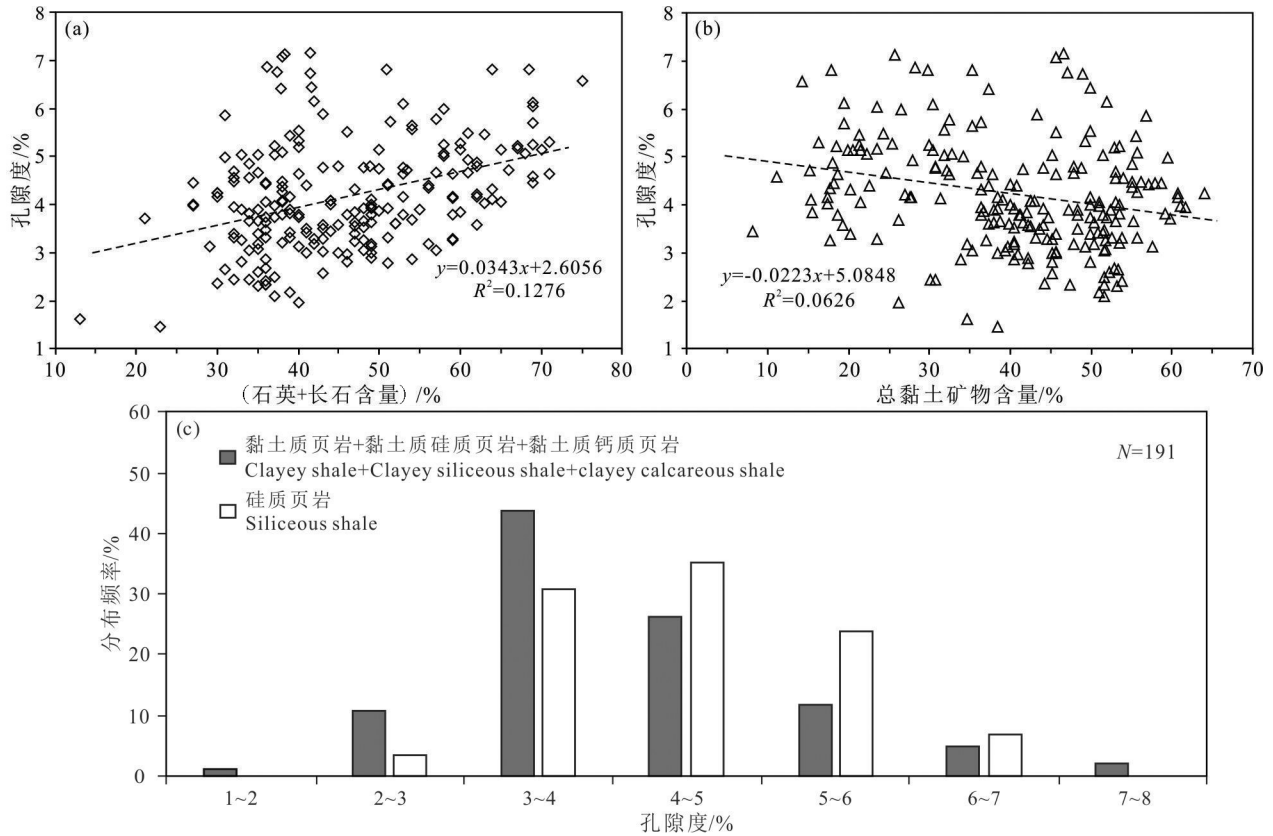 8
7
6
5
4
3
2
1
孔隙度/%
(a)
y=0.0343x+2.6056
R²=0.1276
10 20 30 40 50 60 70 80
(石英+长石含量)/%
8
7
6
5
4
3
2
1
孔隙度/%
(b)
y=-0.0223x+5.0848
R²=0.0626
0 10 20 30 40 50 60 70
总黏土矿物含量/%
60
50
40
30
20
10
0
分布频率/%
(c)
黏土质页岩+黏土质硅质页岩+黏土质钙质页岩
Clayey shale+Clayey siliceous shale+clayey calcareous shale
硅质页岩
Siliceous shale
N=191
1~2 2~3 3~4 4~5 5~6 6~7 7~8
孔隙度/%